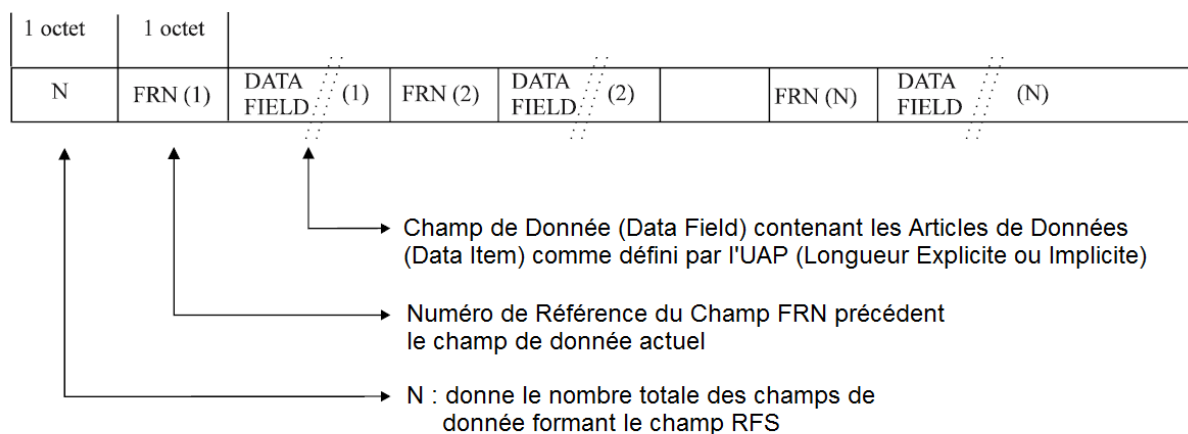 1 octet 1 octet
N FRN (1) DATA FIELD (1) FRN (2) DATA FIELD (2) FRN (N) DATA FIELD (N)
Champ de Donnée (Data Field) contenant les Articles de Données
(Data Item) comme défini par l'UAP (Longueur Explicite ou Implicite)
Numéro de Référence du Champ FRN précédent
le champ de donnée actuel
N : donne le nombre totale des champs de
donnée formant le champ RFS